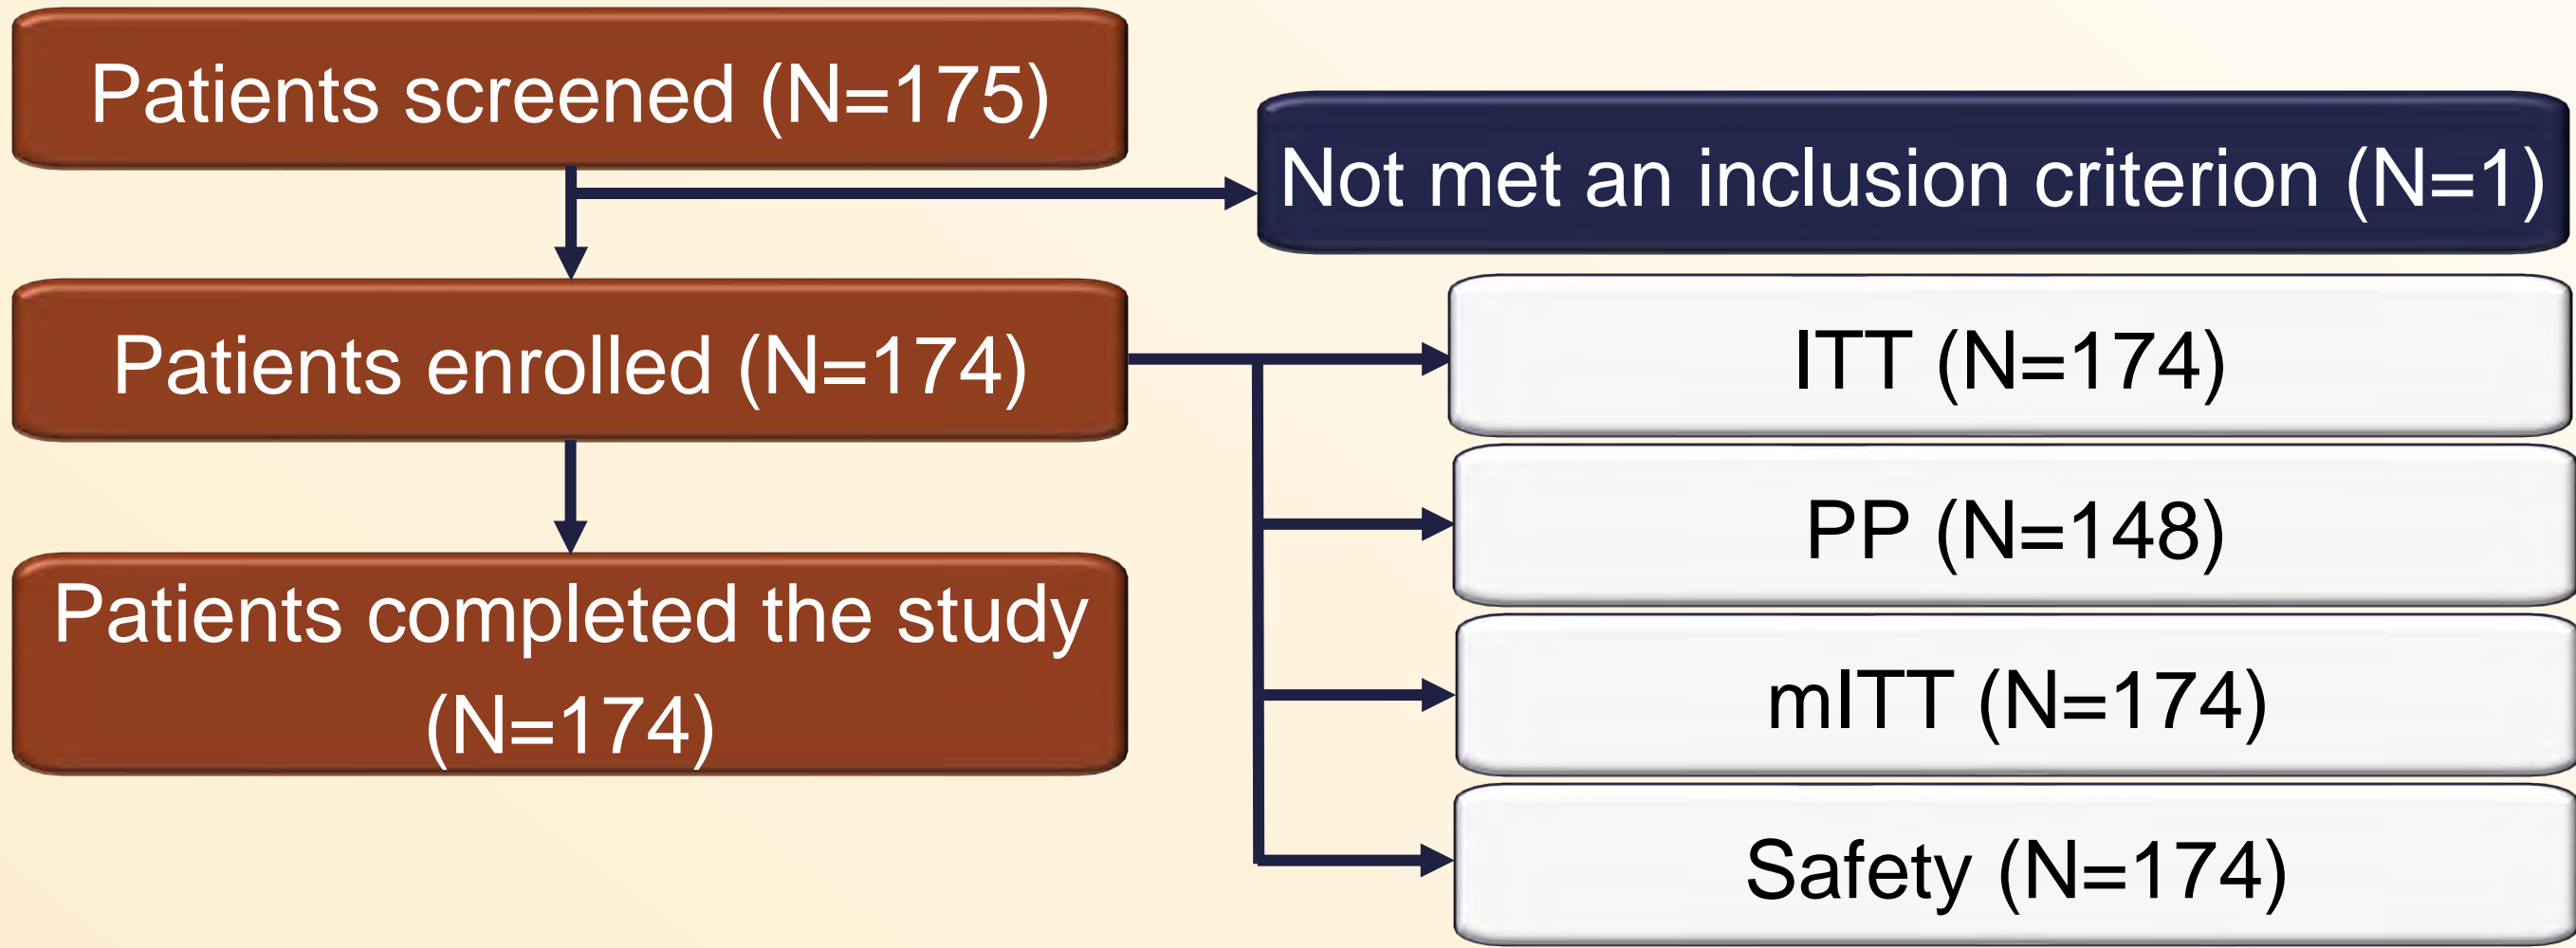 Patients screened (N=175)
Not met an inclusion criterion (N=1)
Patients enrolled (N=174)
ITT (N=174)
PP (N=148)
Patients completed the study
(N=174)
mITT (N=174)
Safety (N=174)